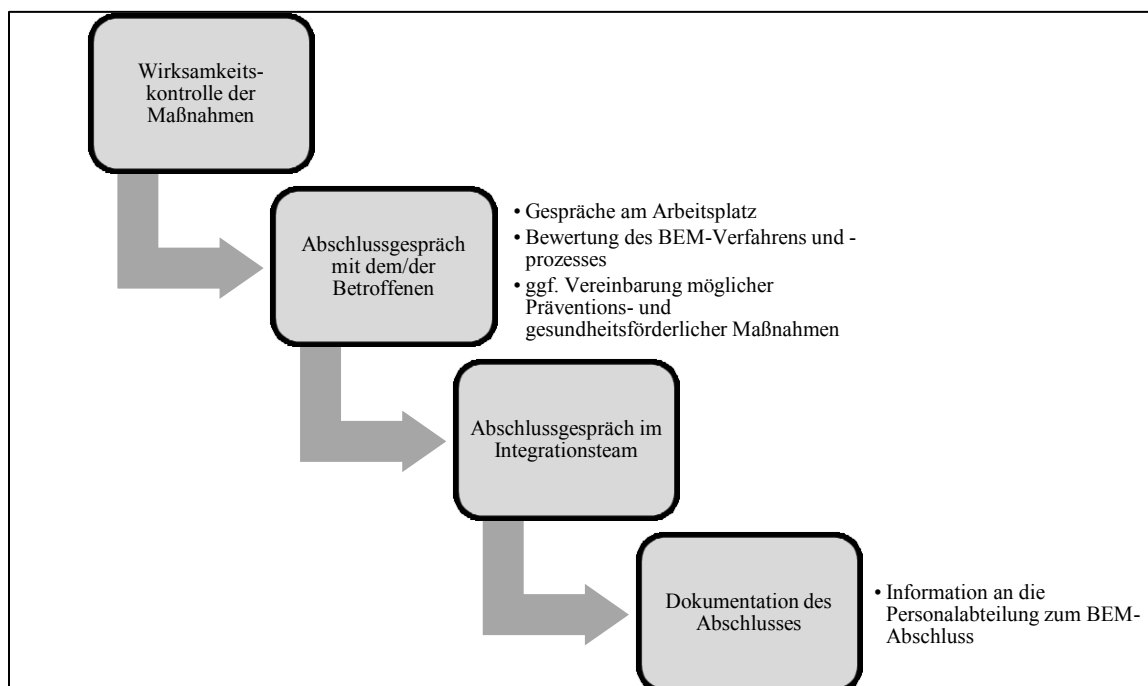 Wirksamkeits-
kontrolle der
Maßnahmen
Abschlussgespräch
mit dem/der
Betroffenen
• Gespräche am Arbeitsplatz
• Bewertung des BEM-Verfahrens und -
prozesses
• ggf. Vereinbarung möglicher
Präventions- und
gesundheitsförderlicher Maßnahmen
Abschlussgespräch im
Integrationsteam
Dokumentation des
Abschlusses
• Information an die
Personalabteilung zum BEM-
Abschluss